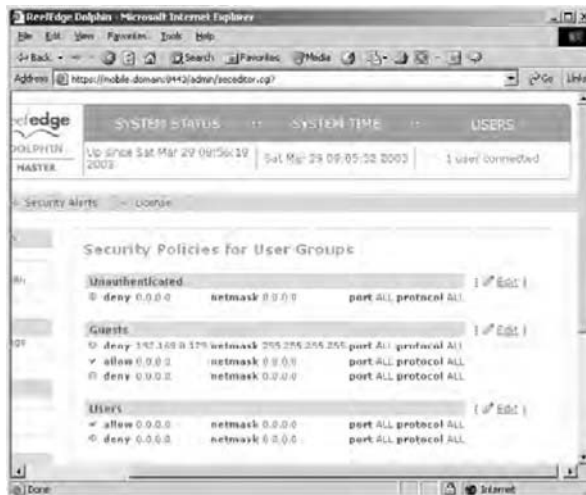 ReefEdge Dolphin - Microsoft Internet Explorer
File Edit View Favorites Tools Help
Back Search Favorites Media
Address https://mobile-domain:9443/admin/seceditor.cgi? Go Links
edge
DOLPHIN
MASTER
SYSTEM STATUS SYSTEM TIME USERS
Up since Sat Mar 29 08:56:19 2003
Sat Mar 29 09:05:32 2003
1 user connected
Security Alerts License
Security Policies for User Groups
Unauthenticated [ Edit ]
deny 0.0.0.0 netmask 0.0.0.0 port ALL protocol ALL
Guests [ Edit ]
deny netmask 255.255.255.255 port ALL protocol ALL
allow 0.0.0.0 netmask 0.0.0.0 port ALL protocol ALL
deny 0.0.0.0 netmask 0.0.0.0 port ALL protocol ALL
Users [ Edit ]
allow 0.0.0.0 netmask 0.0.0.0 port ALL protocol ALL
deny 0.0.0.0 netmask 0.0.0.0 port ALL protocol ALL
Done Internet